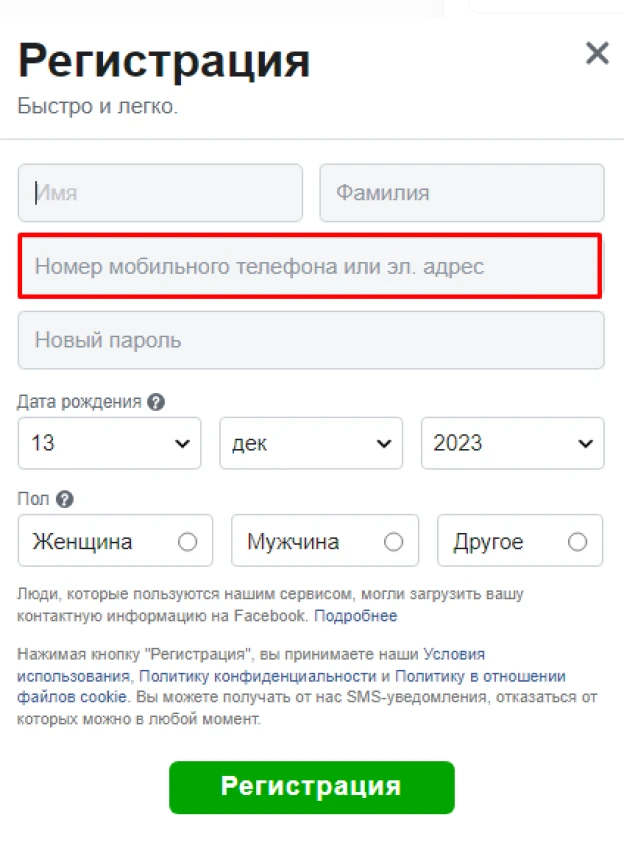 Регистрация
Быстро и легко.
Имя
Фамилия
Номер мобильного телефона или эл. адрес
Новый пароль
Дата рождения ?
13
дек
2023
Пол ?
Женщина
Мужчина
Другое
Люди, которые пользуются нашим сервисом, могли загрузить вашу
контактную информацию на Facebook. Подробнее
Нажимая кнопку "Регистрация", вы принимаете наши Условия
использования, Политику конфиденциальности и Политику в отношении
файлов cookie. Вы можете получать от нас SMS-уведомления, отказаться от
которых можно в любой момент.
Регистрация